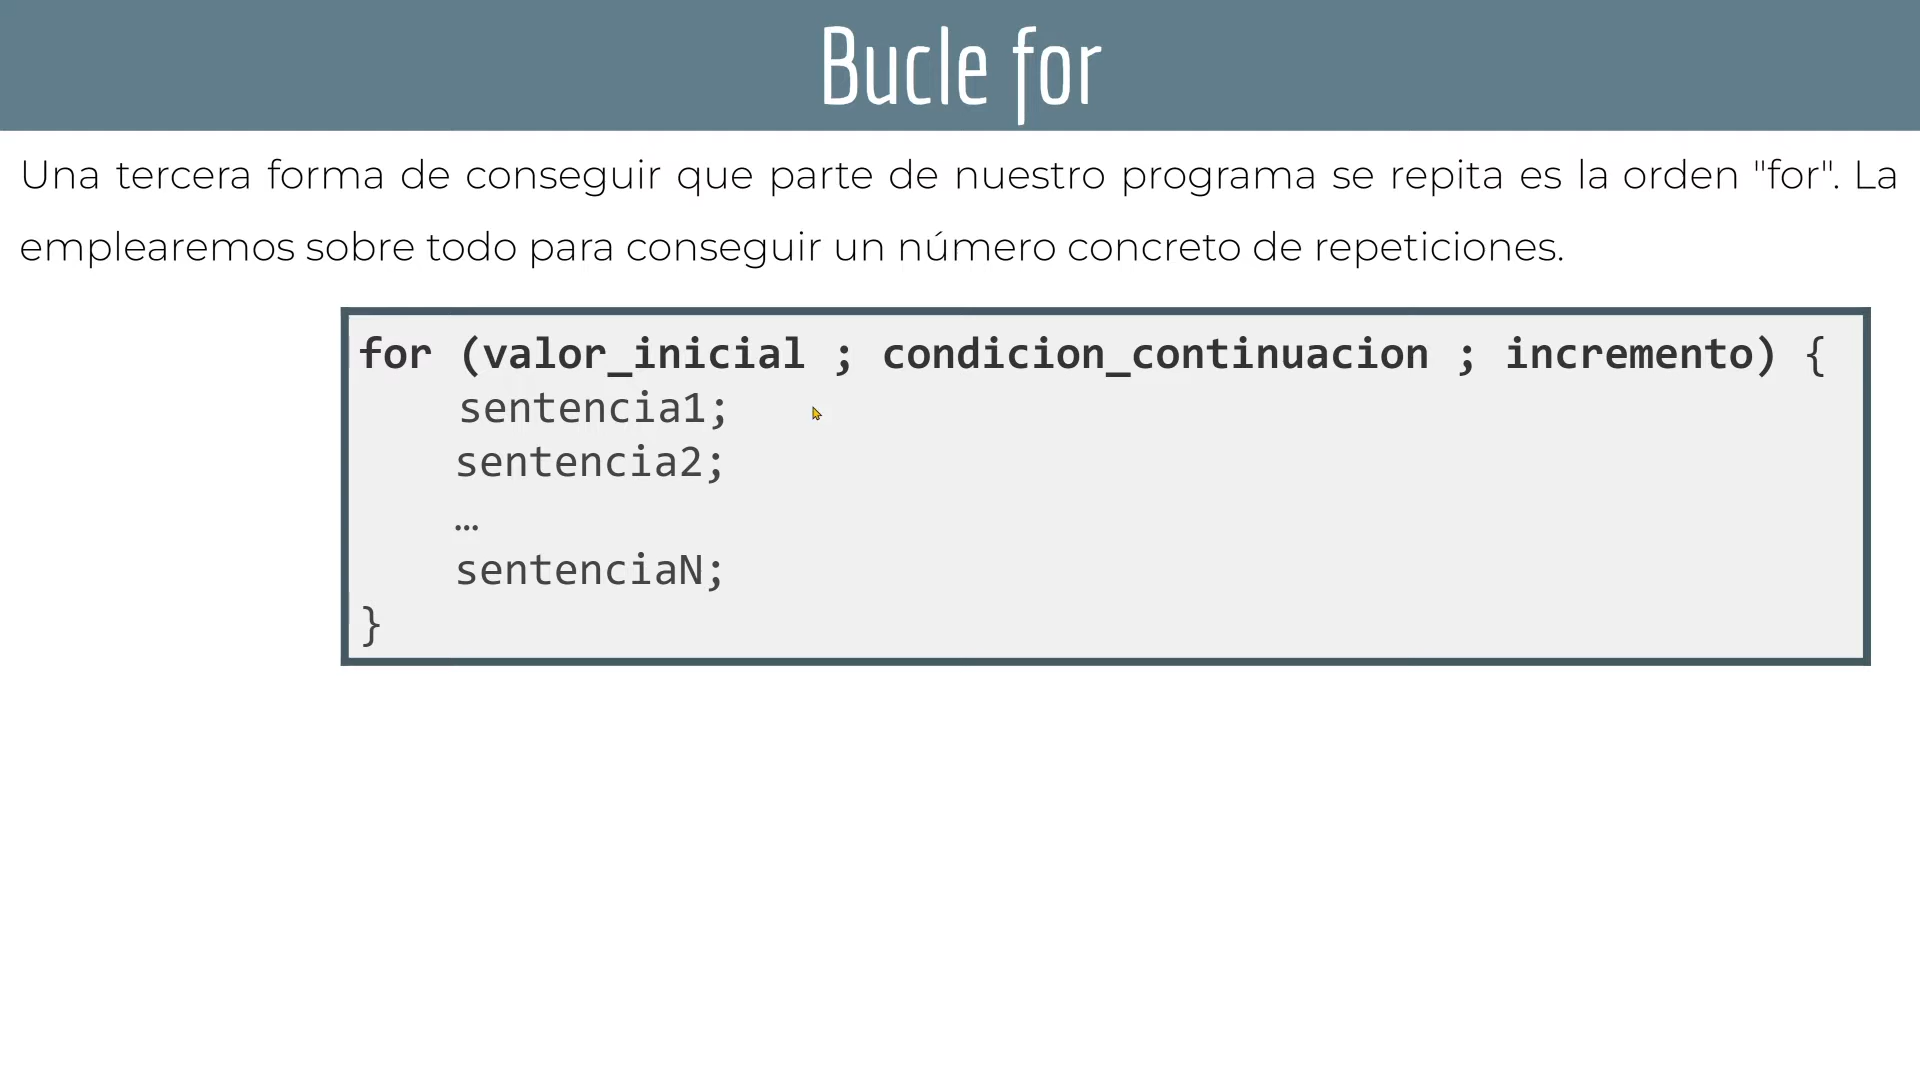 Bucle for
Una tercera forma de conseguir que parte de nuestro programa se repita es la orden "for". La
emplearemos sobre todo para conseguir un número concreto de repeticiones.
for (valor_inicial ; condicion_continuacion ; incremento) {
sentencia1;
sentencia2;
…
sentenciaN;
}